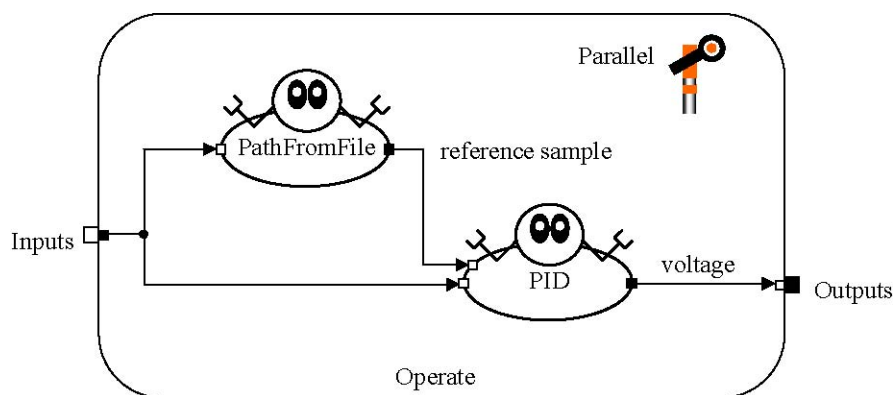 Parallel
PathFromFile
reference sample
Inputs
PID
voltage
Outputs
Operate